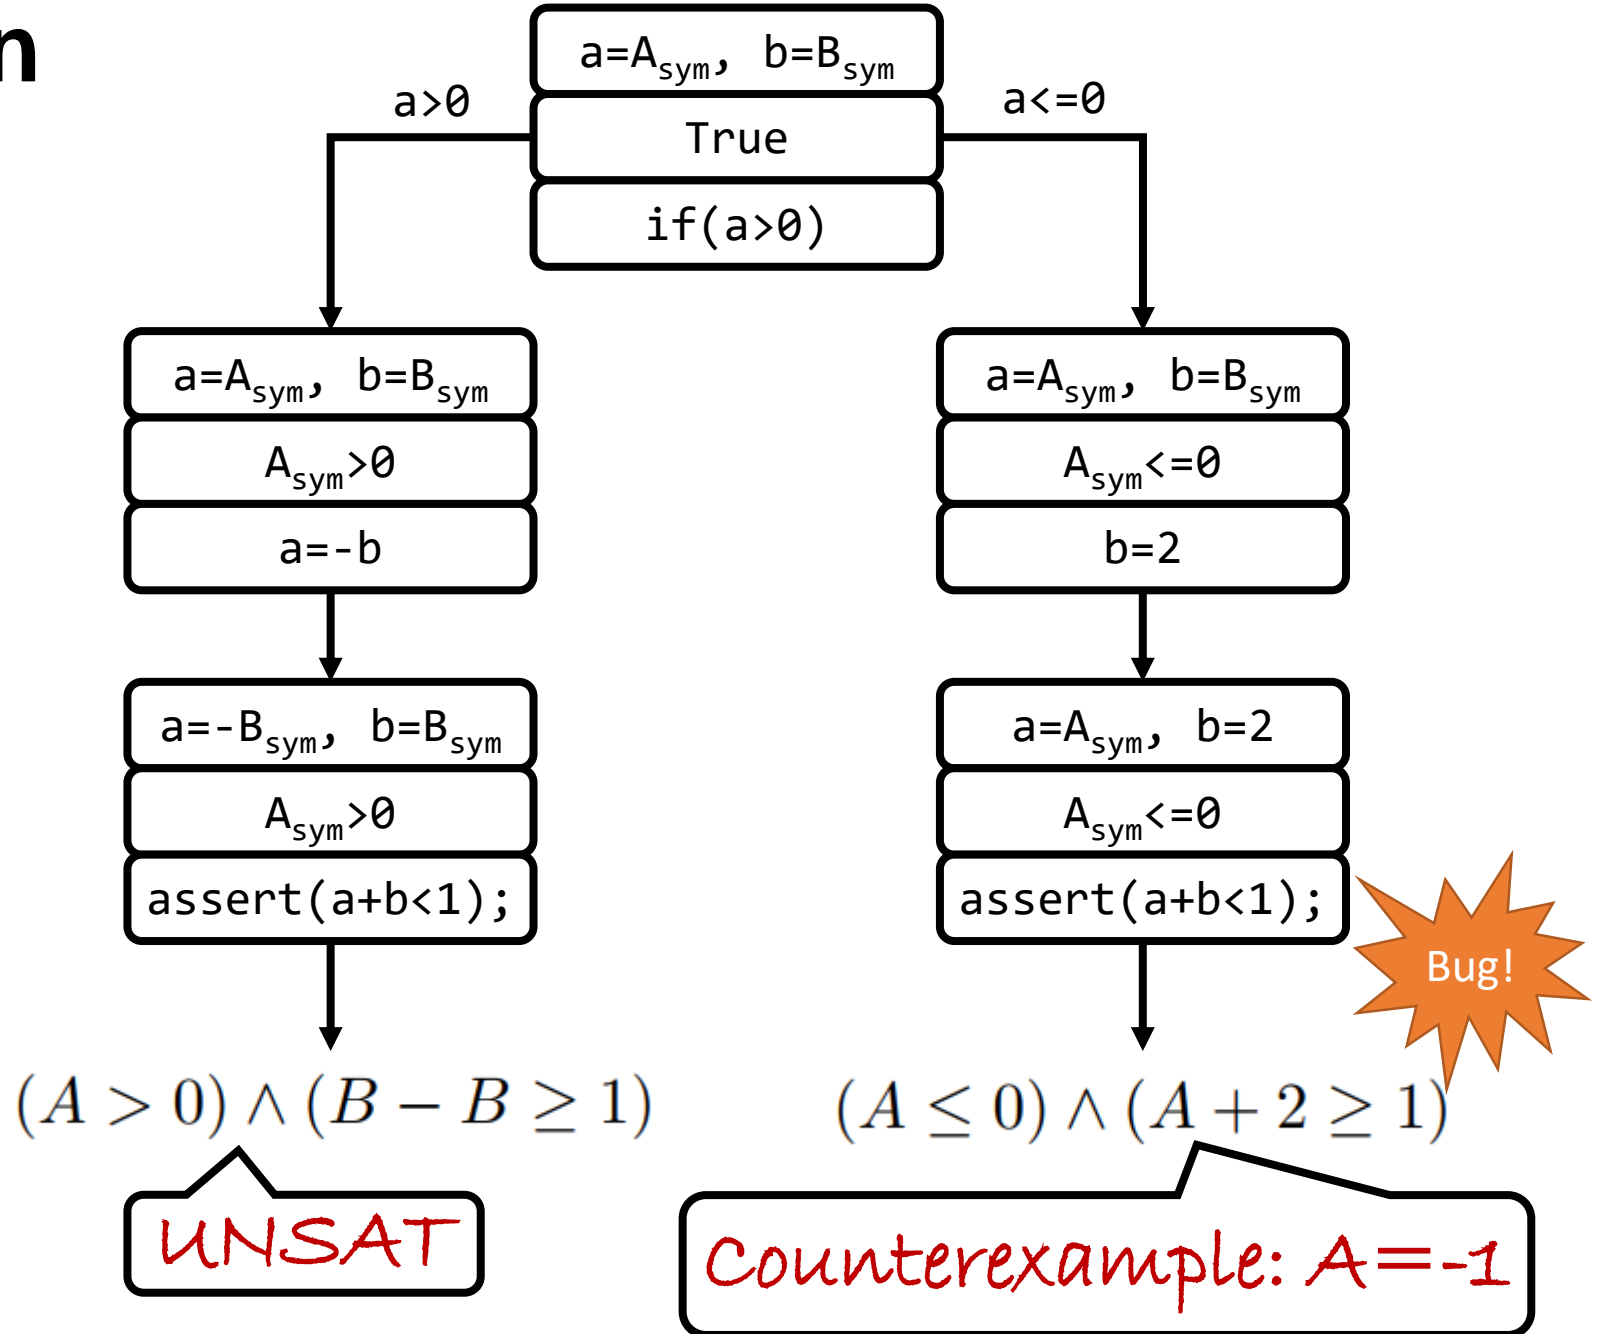 n
a=Asym, b=Bsym
a>0
a<=0
True
if(a>0)
a=Asym, b=Bsym
Asym>0
a=-b
a=-Bsym, b=Bsym
Asym>0
assert(a+b<1);
(A > 0) ∧ (B − B ≥ 1)
UNSAT
a=Asym, b=Bsym
Asym<=0
b=2
a=Asym, b=2
Asym<=0
assert(a+b<1);
Bug!
(A ≤ 0) ∧ (A + 2 ≥ 1)
Counterexample: A=-1